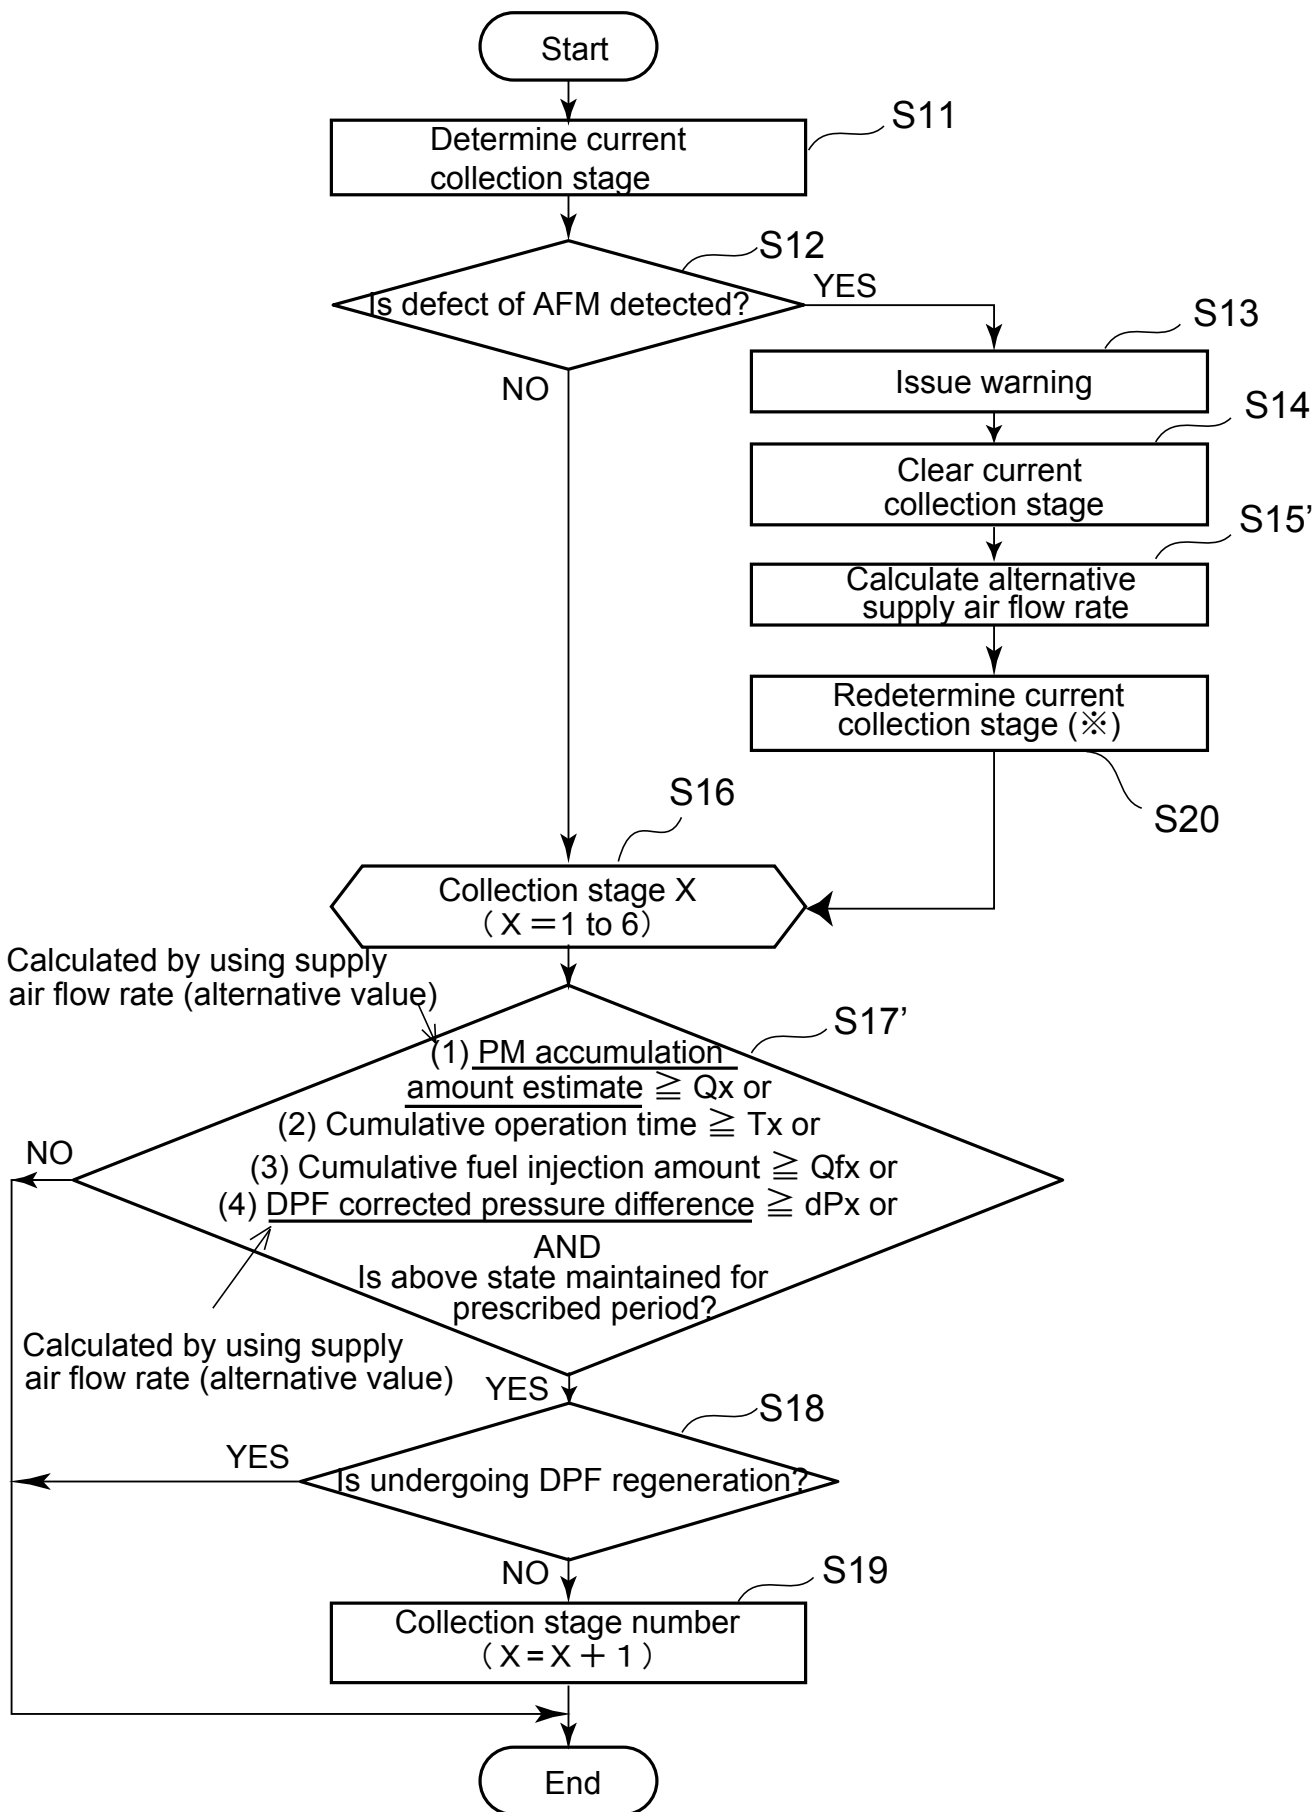 Start
S11
Determine current
collection stage
S12
Is defect of AFM detected?
YES
NO
S13
Issue warning
S14
Clear current
collection stage
S15’
Calculate alternative
supply air flow rate
Redetermine current
collection stage (※)
S20
S16
Collection stage X
( X =1 to 6)
Calculated by using supply
air flow rate (alternative value)
S17’
(1) PM accumulation
amount estimate ≧ Qx or
(2) Cumulative operation time ≧ Tx or
NO
(3) Cumulative fuel injection amount ≧ Qfx or
(4) DPF corrected pressure difference ≧ dPx or
AND
Is above state maintained for
prescribed period?
Calculated by using supply
air flow rate (alternative value)
YES
S18
YES
Is undergoing DPF regeneration?
NO
S19
Collection stage number
( X = X + 1 )
End